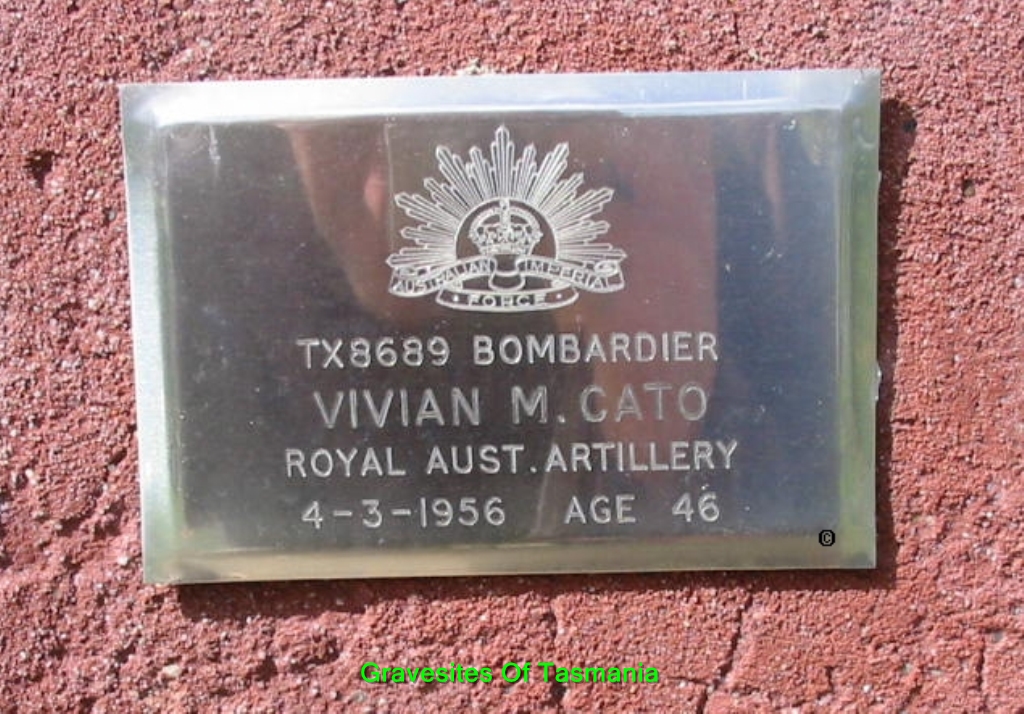 AUSTRALIAN IMPERIAL
FORCE
TX8689 BOMBARDIER
VIVIAN M. CATO
ROYAL AUST. ARTILLERY
4-3-1956 AGE 46
©
Gravesites Of Tasmania